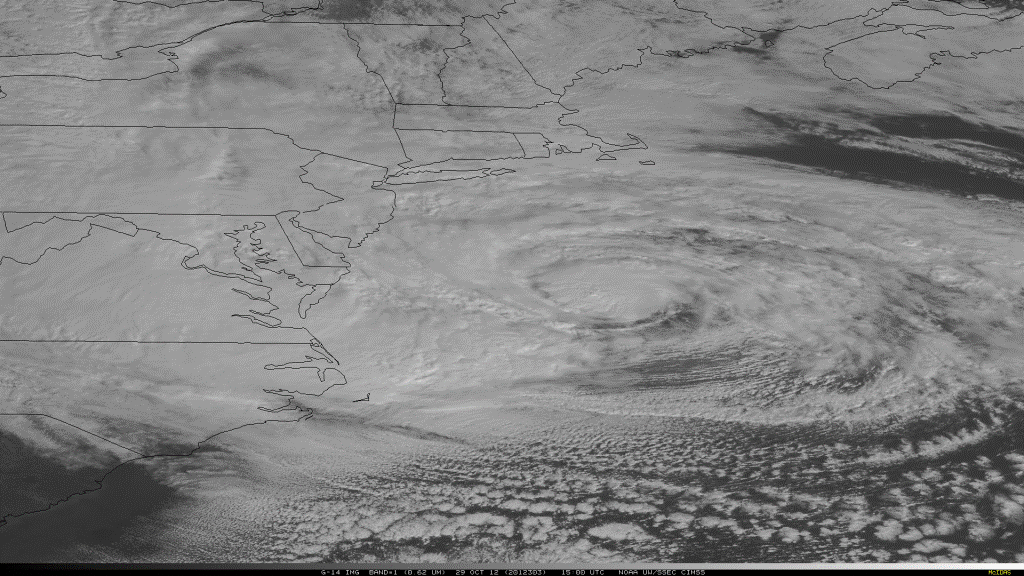 G-14 IMG BAND=1 (0.62 UM) 29 OCT 12 (2012303) 15:00 UTC NOAA UW/SSEC CIMSS McIDAS